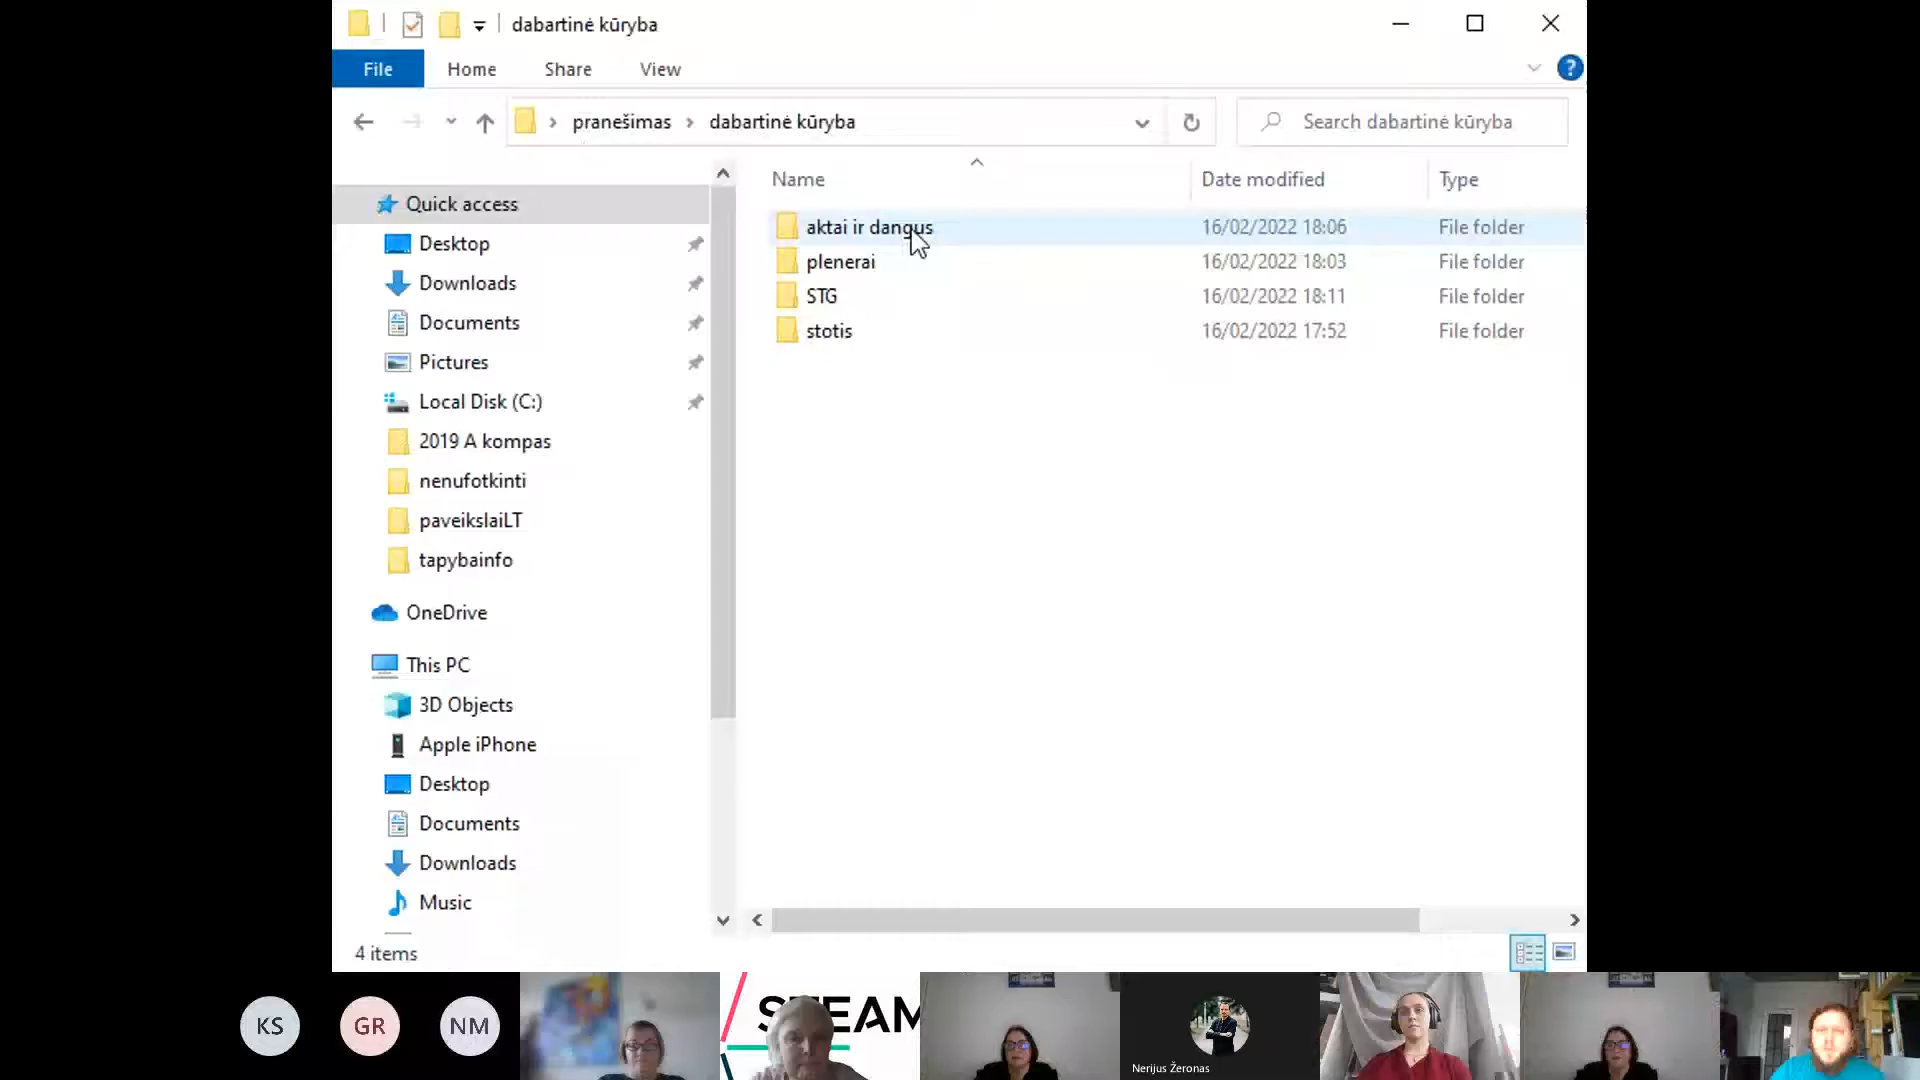 dabartinė kūryba
File Home Share View
pranešimas dabartinė kūryba Search dabartinė kūryba
Name Date modified Type
Quick access
Desktop
Downloads
Documents
Pictures
Local Disk (C:)
2019 A kompas
nenufotkinti
paveikslaiLT
tapybainfo
OneDrive
This PC
3D Objects
Apple iPhone
Desktop
Documents
Downloads
Music
aktai ir dangus 16/02/2022 18:06 File folder
plenerai 16/02/2022 18:03 File folder
STG 16/02/2022 18:11 File folder
stotis 16/02/2022 17:52 File folder
4 items
KS GR NM
STEAM
Nerijus Žeronas